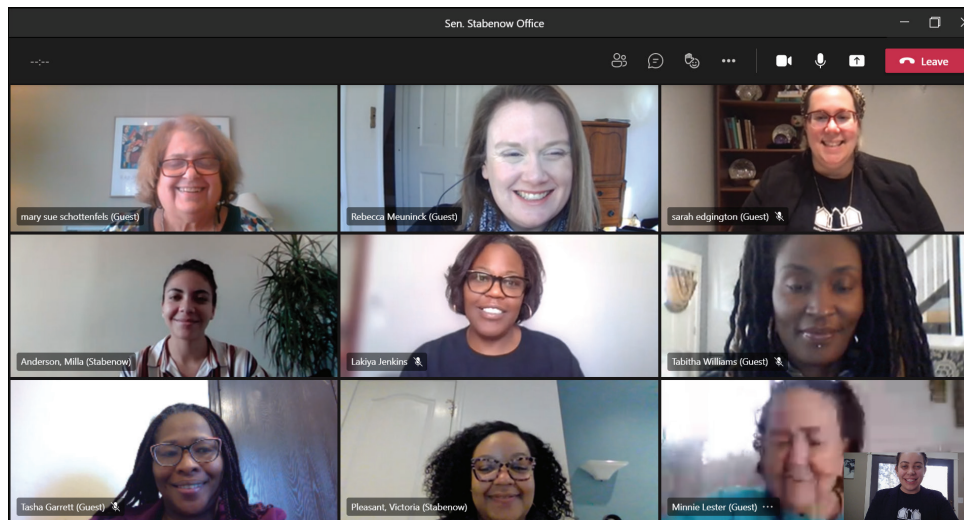 Sen. Stabenow Office
--:--
Leave
mary sue schottenfels (Guest)
Rebecca Meuninck (Guest)
sarah edgington (Guest)
Anderson, Milla (Stabenow)
Lakiya Jenkins
Tabitha Williams (Guest)
Tasha Garrett (Guest)
Pleasant, Victoria (Stabenow)
Minnie Lester (Guest)